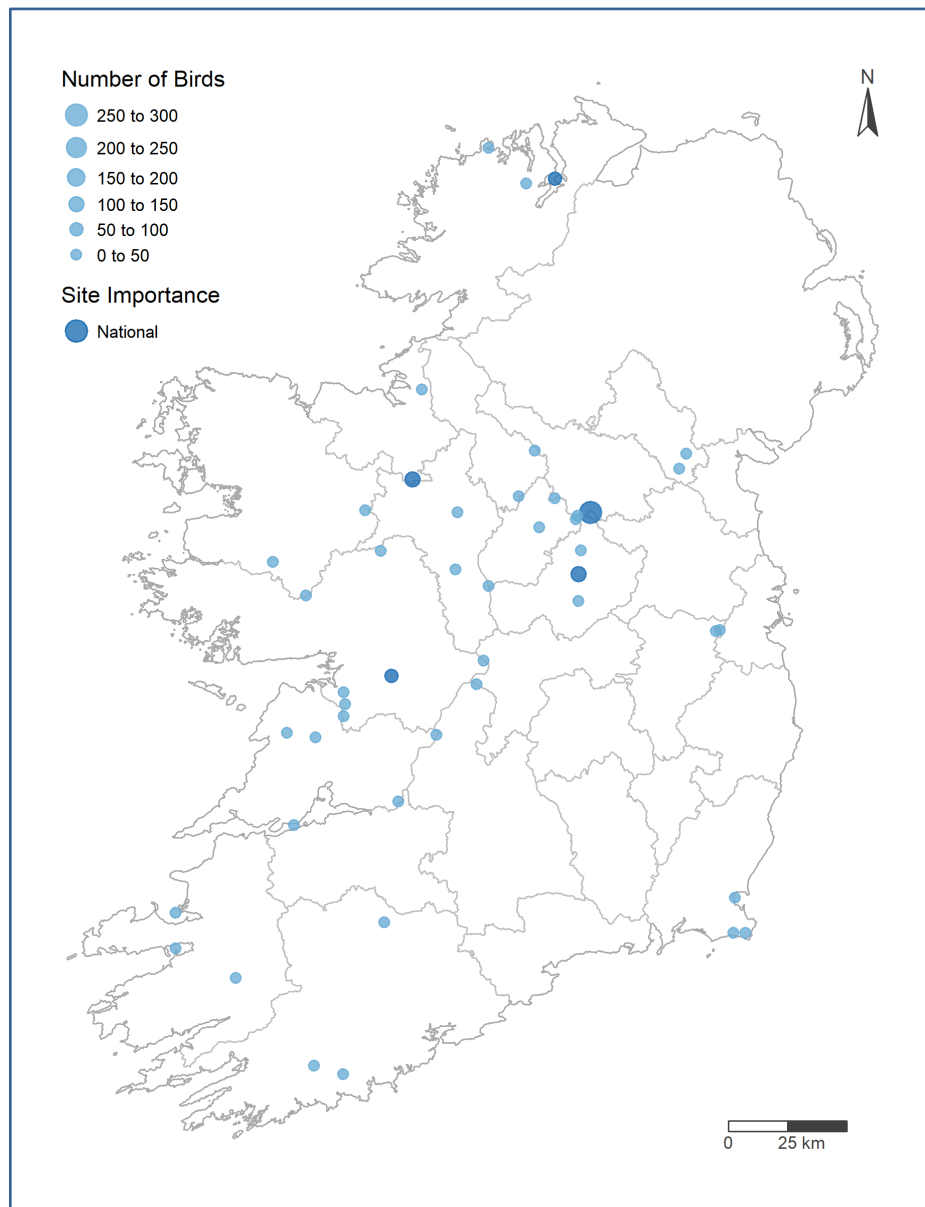 Number of Birds
250 to 300
200 to 250
150 to 200
100 to 150
50 to 100
0 to 50
Site Importance
National
N
0 25 km